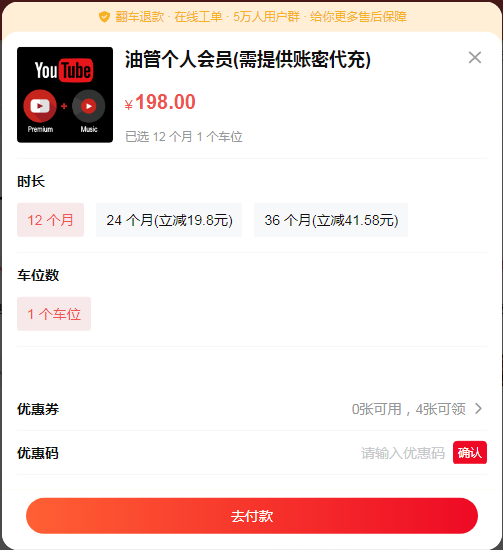 翻车退款 · 在线工单 · 5万人用户群 · 给你更多售后保障
YouTube
Premium
Music
油管个人会员(需提供账密代充)
¥198.00
已选 12 个月 1 个车位
时长
12 个月
24 个月(立减19.8元)
36 个月(立减41.58元)
车位数
1 个车位
优惠券
0张可用，4张可领
优惠码
请输入优惠码
确认
去付款